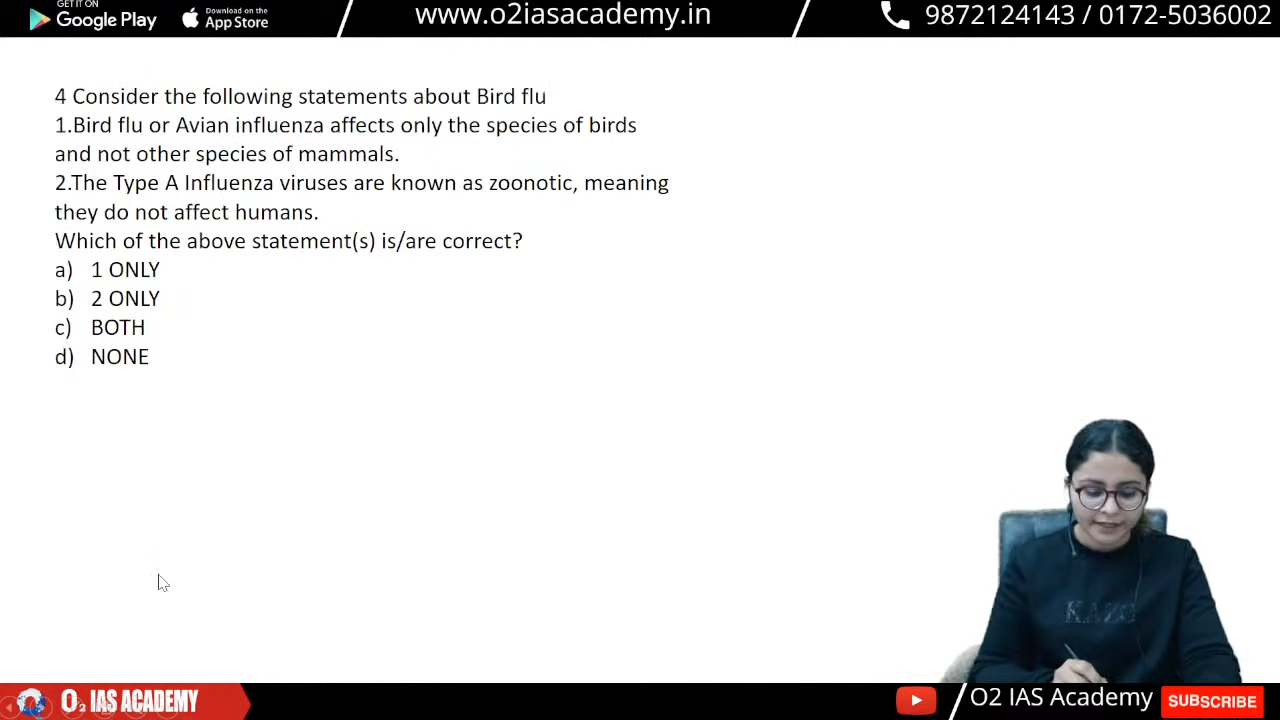 GET IT ON
Google Play
Download on the
App Store
www.o2iasacademy.in
9872124143 / 0172-5036002
4 Consider the following statements about Bird flu
1.Bird flu or Avian influenza affects only the species of birds
and not other species of mammals.
2.The Type A Influenza viruses are known as zoonotic, meaning
they do not affect humans.
Which of the above statement(s) is/are correct?
a) 1 ONLY
b) 2 ONLY
c) BOTH
d) NONE
KAZO
O2 IAS ACADEMY
O2 IAS Academy
SUBSCRIBE